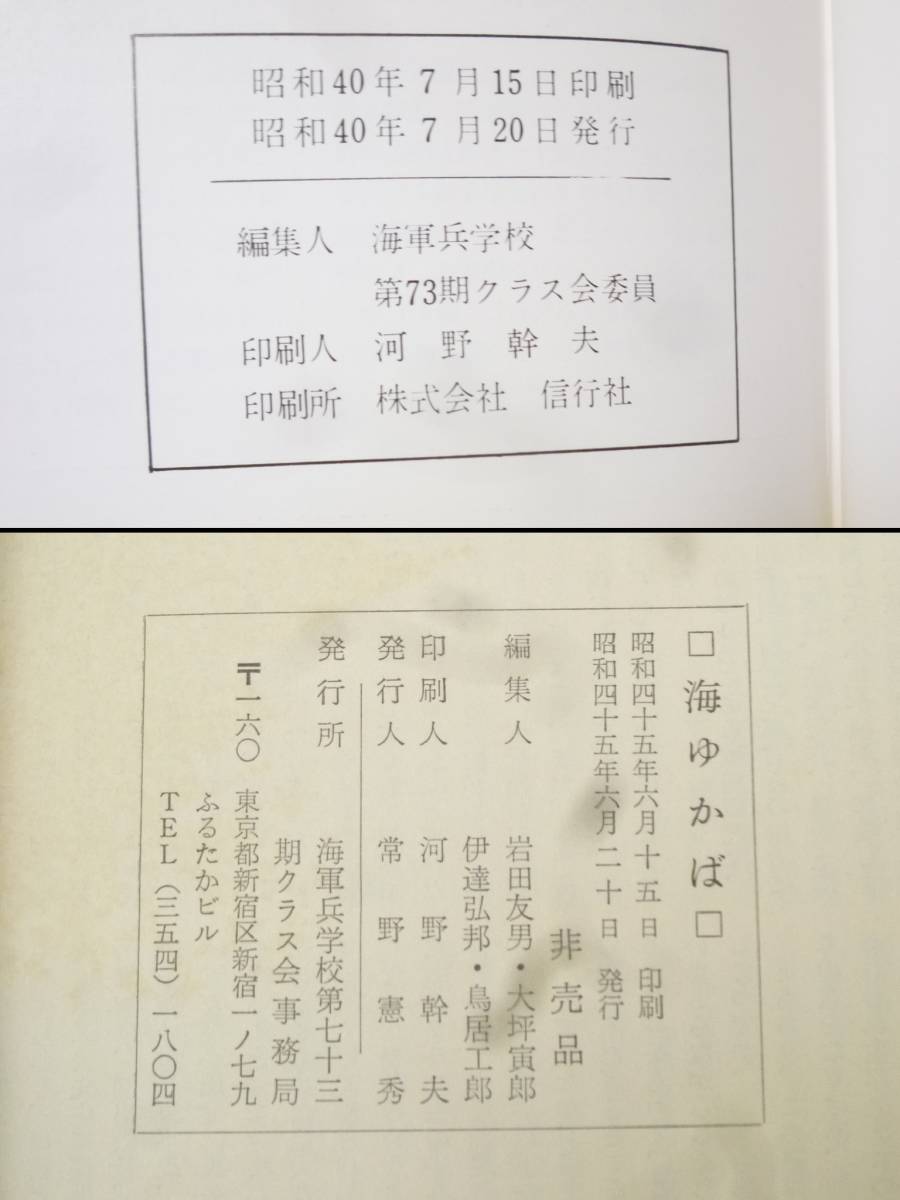 昭和40年7月15日印刷
昭和40年7月20日発行
編集人 海軍兵学校
第73期クラス会委員
印刷人 河野幹夫
印刷所 株式会社 信行社
□海ゆかば□
昭和四十五年六月十五日 印刷
昭和四十五年六月二十日 発行
非売品
編集人 岩田友男・大坪寅郎
伊達弘邦・鳥居工郎
印刷人 河野幹夫
発行人 常野憲秀
発行所 海軍兵学校第七十三
期クラス会事務局
〒一六〇 東京都新宿区新宿一ノ七九
ふるたかビル
TEL(三五四)一八〇四